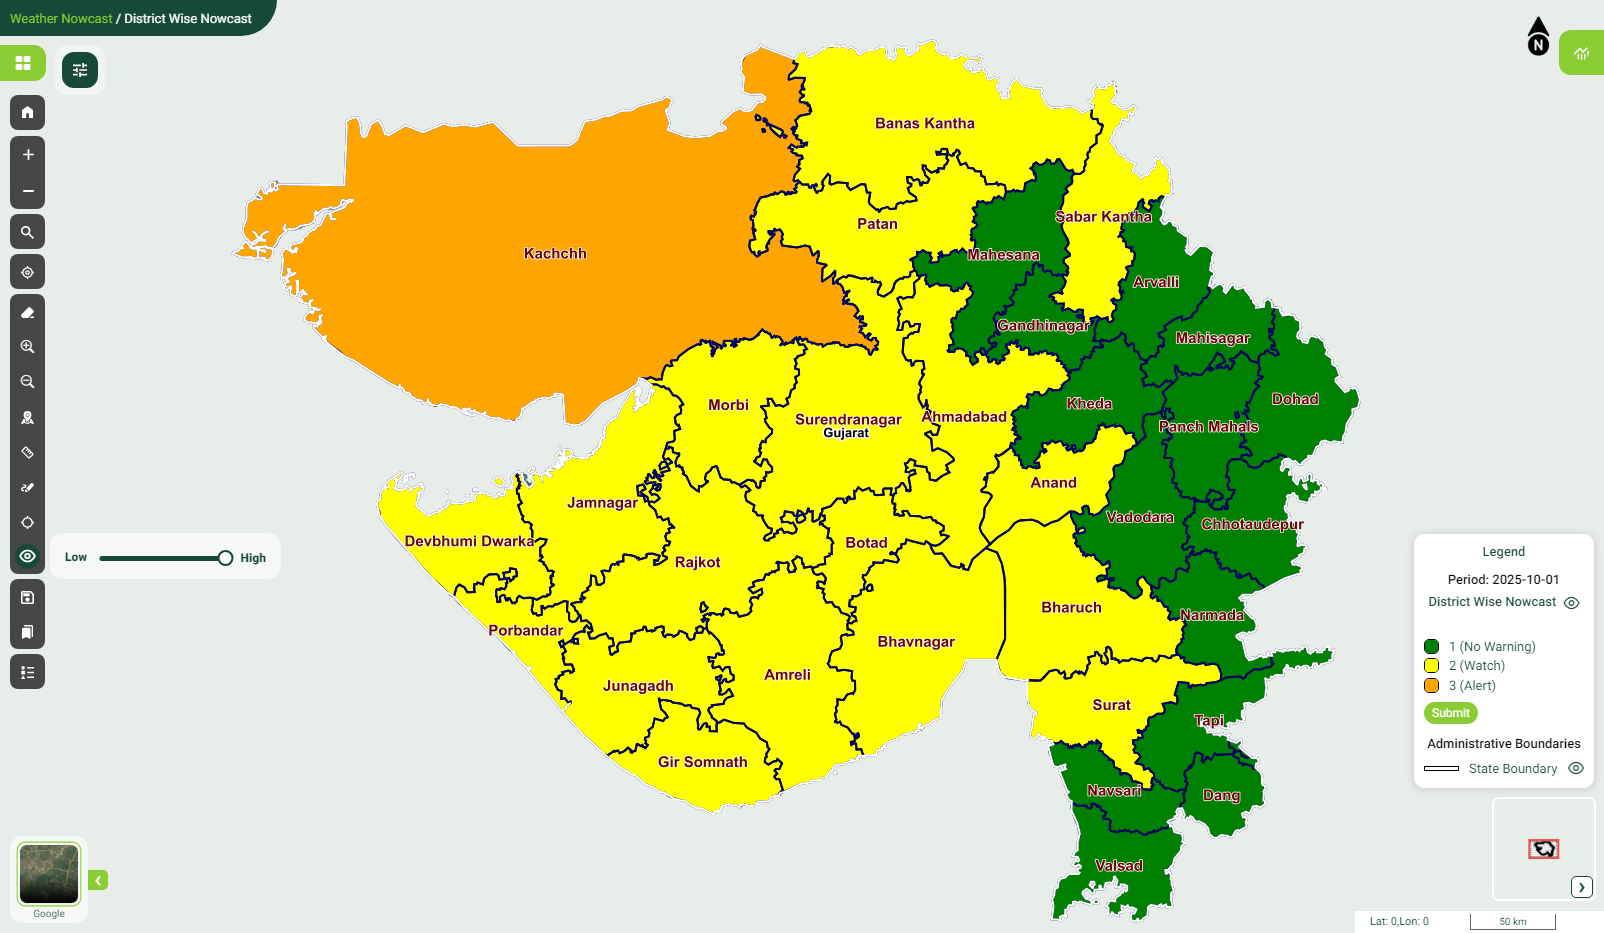 Weather Nowcast / District Wise Nowcast
N
Banas Kantha
Patan
Sabar Kantha
Kachchh
Mahesana
Arvalli
Gandhinagar
Mahisagar
Morbi
Surendranagar
Gujarat
Ahmadabad
Kheda
Dohad
Panch Mahals
Anand
Jamnagar
Vadodara
Chhotaudepur
Devbhumi Dwarka
Botad
Rajkot
Low
High
Bharuch
Narmada
Porbandar
Bhavnagar
Junagadh
Amreli
Surat
Tapi
Gir Somnath
Navsari
Dang
Valsad
Legend
Period: 2025-10-01
District Wise Nowcast
1 (No Warning)
2 (Watch)
3 (Alert)
Submit
Administrative Boundaries
State Boundary
Google
Lat: 0,Lon: 0
50 km